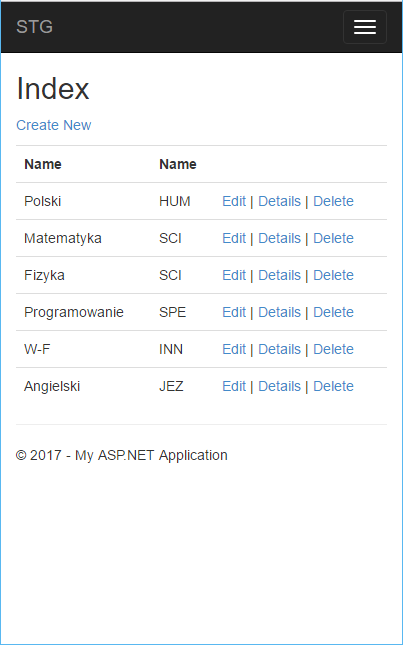 STG
Index
Create New
Name Name
Polski HUM Edit | Details | Delete
Matematyka SCI Edit | Details | Delete
Fizyka SCI Edit | Details | Delete
Programowanie SPE Edit | Details | Delete
W-F INN Edit | Details | Delete
Angielski JEZ Edit | Details | Delete
© 2017 - My ASP.NET Application